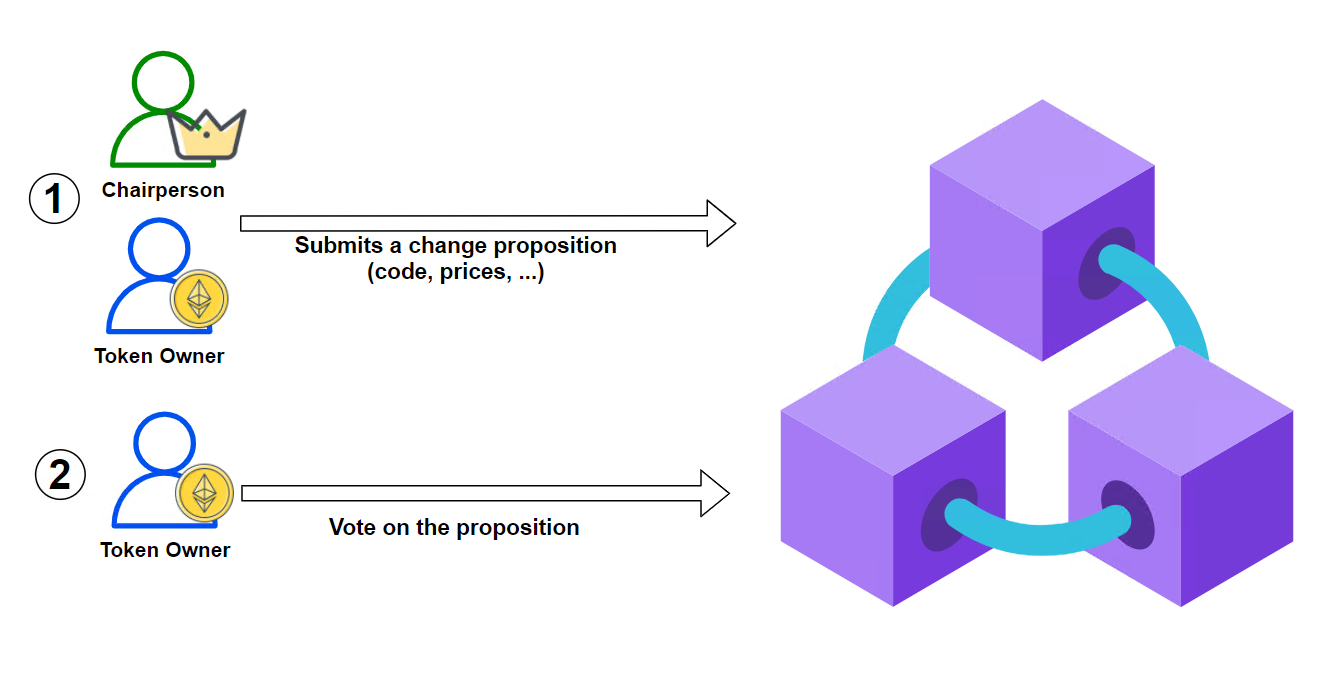 1
Chairperson
Token Owner
Submits a change proposition
(code, prices, ...)
2
Token Owner
Vote on the proposition